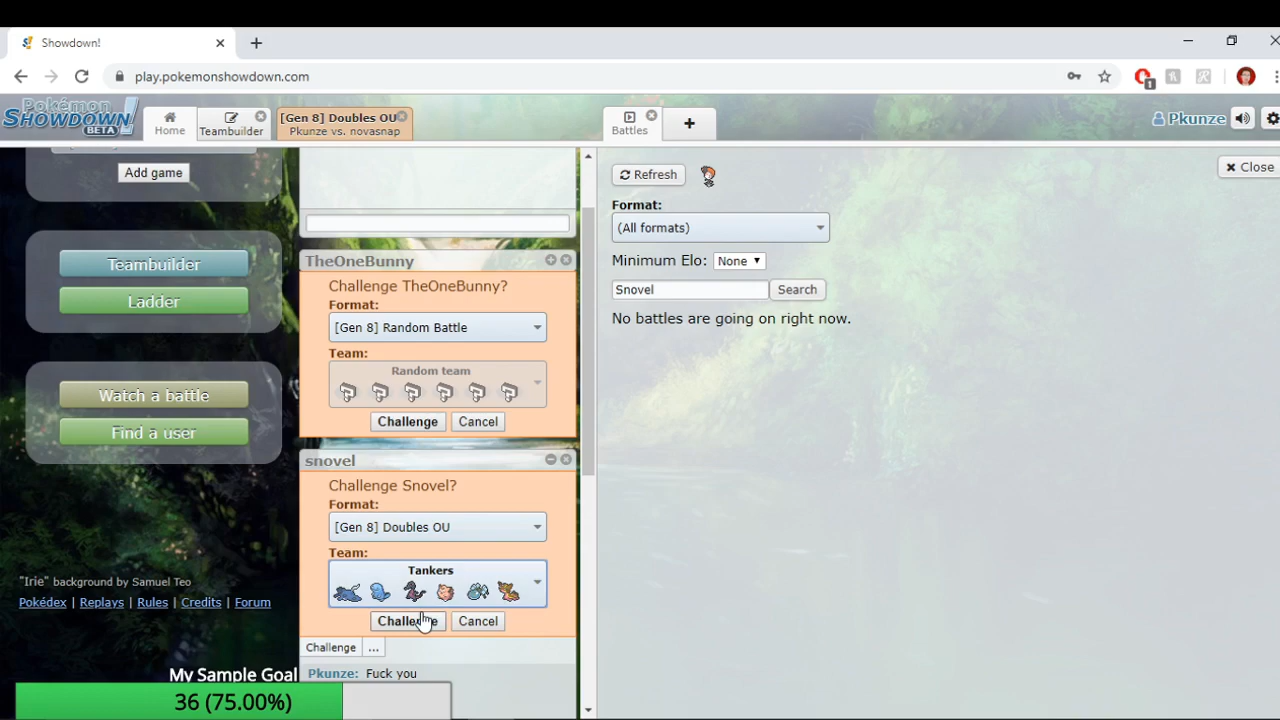 Showdown!
play.pokemonshowdown.com
1
Pokémon
SHOWDOWN!
BETA
Home
Teambuilder
[Gen 8] Doubles OU
Pkunze vs. novasnap
Battles
Pkunze
Add game
Teambuilder
Ladder
Watch a battle
Find a user
"Irie" background by Samuel Teo
Pokédex | Replays | Rules | Credits | Forum
My Sample Goal
36 (75.00%)
TheOneBunny
Challenge TheOneBunny?
Format:
[Gen 8] Random Battle
Team:
Random team
Challenge
Cancel
snovel
Challenge Snovel?
Format:
[Gen 8] Doubles OU
Team:
Tankers
Challenge
Cancel
Challenge
...
Pkunze: Fuck you
Refresh
Close
Format:
(All formats)
Minimum Elo: None
Snovel
Search
No battles are going on right now.